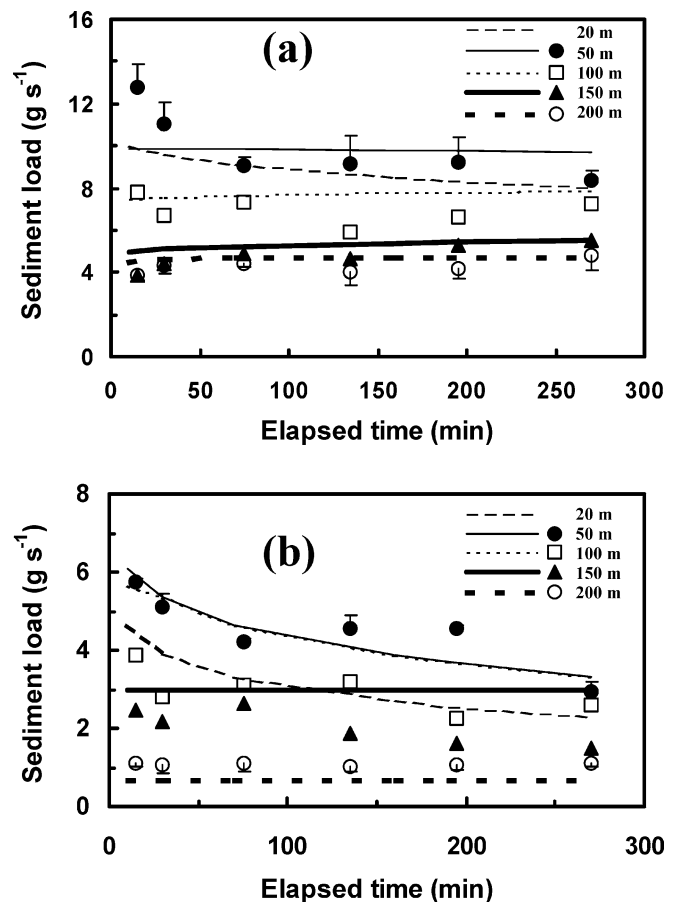 (a)
20 m
50 m
100 m
150 m
200 m
Sediment load (g s⁻¹)
16
12
8
4
0
0 50 100 150 200 250 300
Elapsed time (min)
(b)
20 m
50 m
100 m
150 m
200 m
Sediment load (g s⁻¹)
8
6
4
2
0
0 100 200 300
Elapsed time (min)